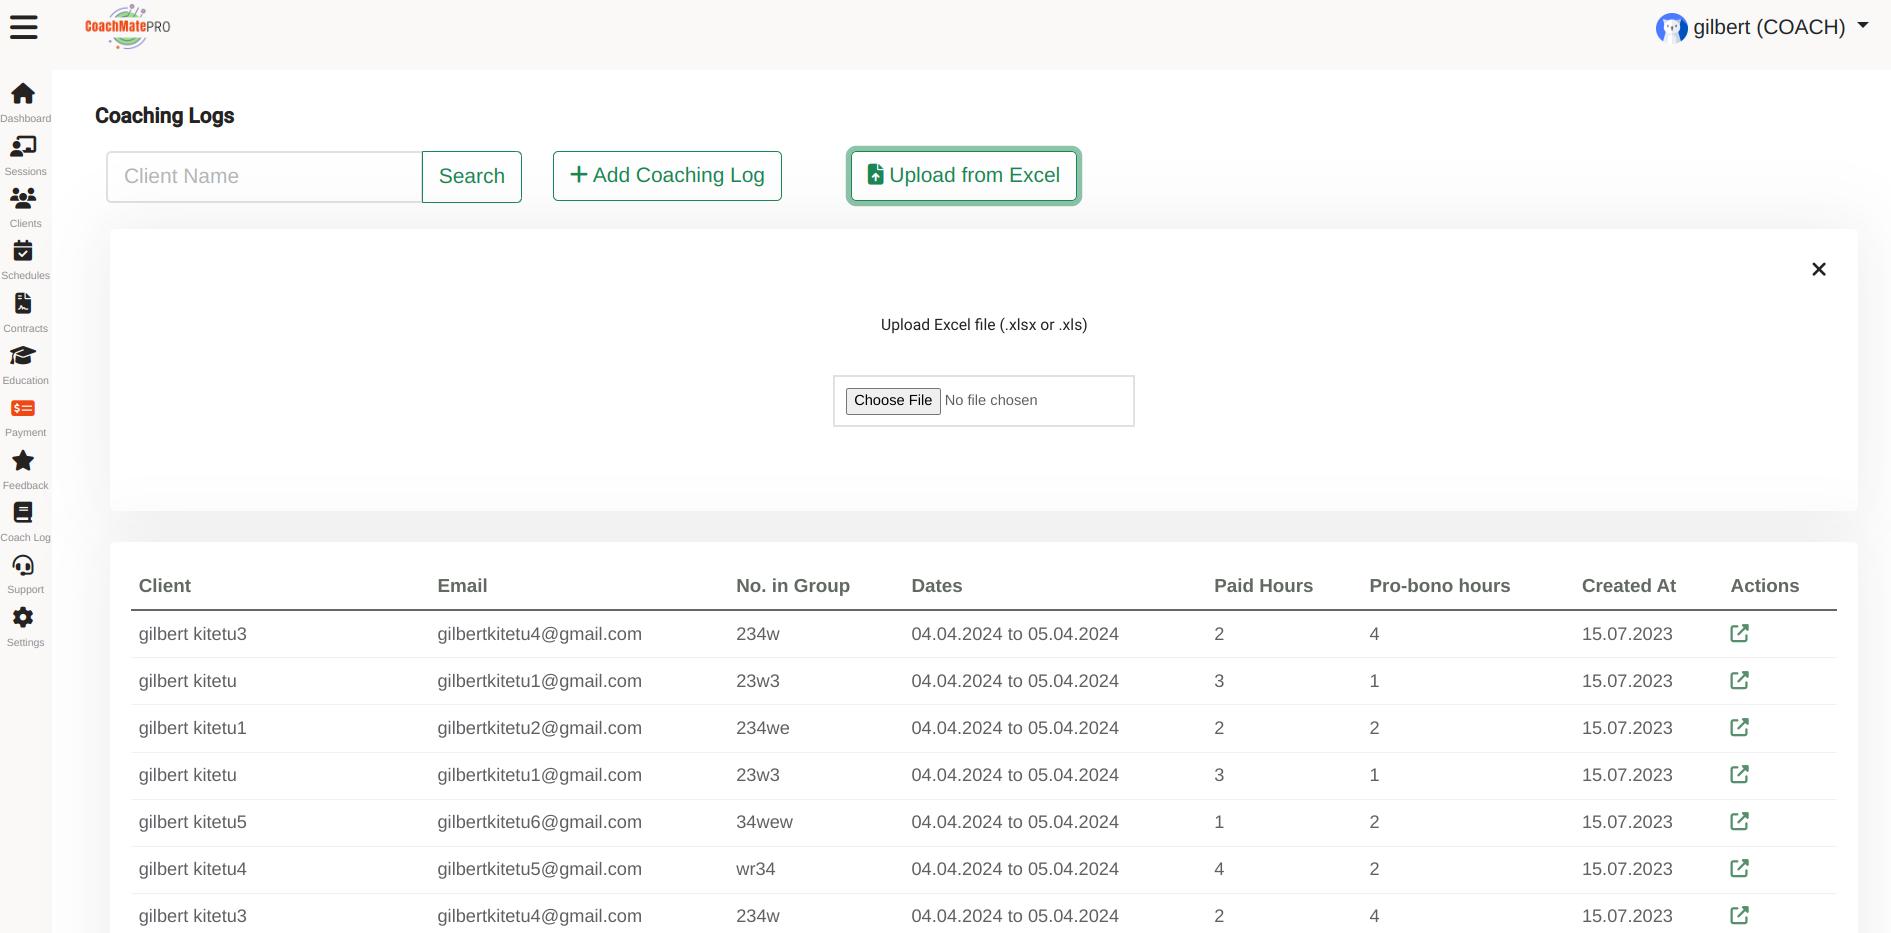 CoachMatePRO
gilbert (COACH)
Dashboard
Sessions
Clients
Schedules
Contracts
Education
Payment
Feedback
Coach Log
Support
Settings
Coaching Logs
Client Name
Search
Add Coaching Log
Upload from Excel
Upload Excel file (.xlsx or .xls)
Choose File No file chosen
Client Email No. in Group Dates Paid Hours Pro-bono hours Created At Actions
gilbert kitetu3 gilbertkitetu4@gmail.com 234w 04.04.2024 to 05.04.2024 2 4 15.07.2023
gilbert kitetu gilbertkitetu1@gmail.com 23w3 04.04.2024 to 05.04.2024 3 1 15.07.2023
gilbert kitetu1 gilbertkitetu2@gmail.com 234we 04.04.2024 to 05.04.2024 2 2 15.07.2023
gilbert kitetu gilbertkitetu1@gmail.com 23w3 04.04.2024 to 05.04.2024 3 1 15.07.2023
gilbert kitetu5 gilbertkitetu6@gmail.com 34wew 04.04.2024 to 05.04.2024 1 2 15.07.2023
gilbert kitetu4 gilbertkitetu5@gmail.com wr34 04.04.2024 to 05.04.2024 4 2 15.07.2023
gilbert kitetu3 gilbertkitetu4@gmail.com 234w 04.04.2024 to 05.04.2024 2 4 15.07.2023